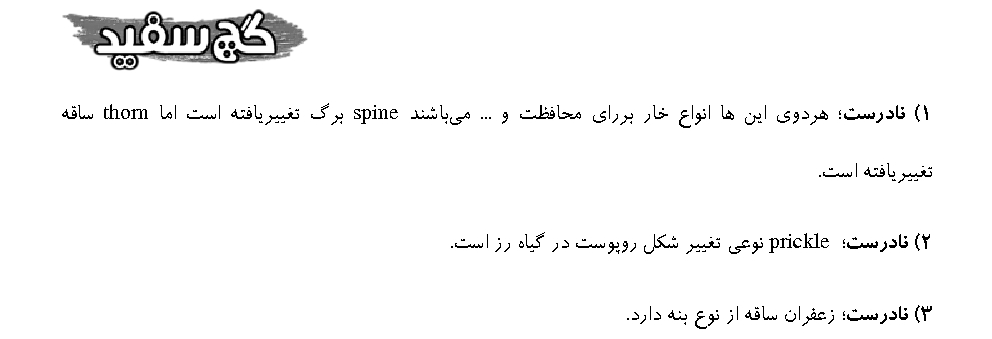 گچ سفید
۱) نادرست؛ هردوی این ها انواع خار بررای محافظت و ... می‌باشند spine برگ تغییریافته است اما thorn ساقه
تغییریافته است.
۲) نادرست؛ prickle نوعی تغییر شکل روپوست در گیاه رز است.
۳) نادرست؛ زعفران ساقه از نوع بنه دارد.